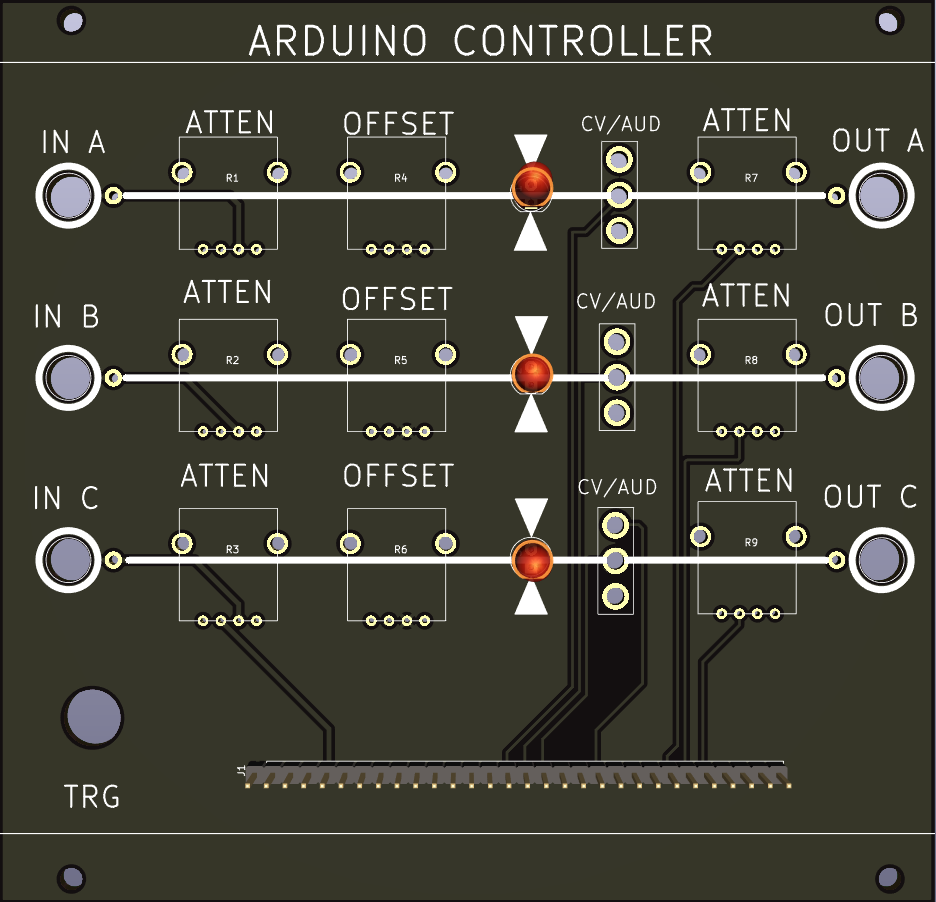 ARDUINO CONTROLLER
IN A
ATTEN
OFFSET
CV/AUD
ATTEN
OUT A
R1
R4
R7
IN B
ATTEN
OFFSET
CV/AUD
ATTEN
OUT B
R2
R5
R8
IN C
ATTEN
OFFSET
CV/AUD
ATTEN
OUT C
R3
R6
R9
J1
TRG